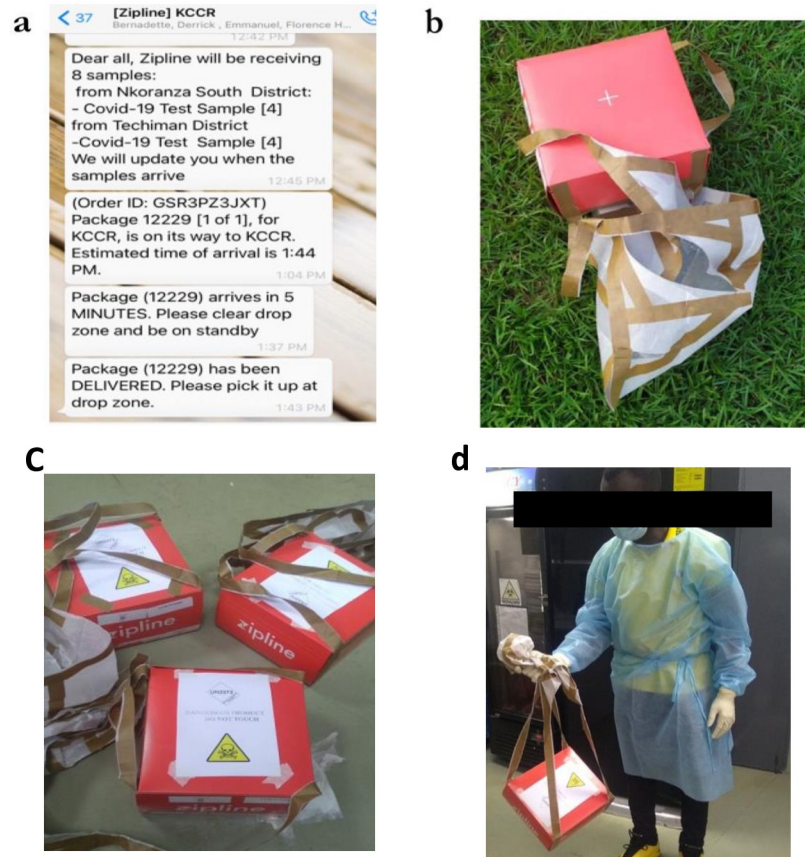 a
< 37
[Zipline] KCCR
Bernadette, Derrick , Emmanuel, Florence H...
12:42 PM
Dear all, Zipline will be receiving
8 samples:
from Nkoranza South District:
- Covid-19 Test Sample [4]
from Techiman District
-Covid-19 Test Sample [4]
We will update you when the
samples arrive
12:45 PM
(Order ID: GSR3PZ3JXT)
Package 12229 [1 of 1], for
KCCR, is on its way to KCCR.
Estimated time of arrival is 1:44
PM.
1:04 PM
Package (12229) arrives in 5
MINUTES. Please clear drop
zone and be on standby
1:37 PM
Package (12229) has been
DELIVERED. Please pick it up at
drop zone.
1:43 PM
b
C
zipline
zipline
DO NOT TOUCH
zipline
d